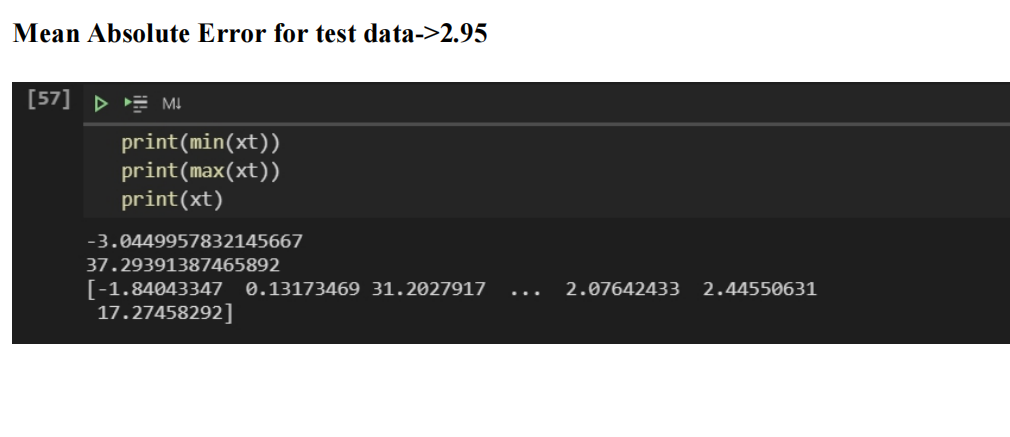 Mean Absolute Error for test data->2.95
[57] M↓
print(min(xt))
print(max(xt))
print(xt)
-3.0449957832145667
37.29391387465892
[-1.84043347 0.13173469 31.2027917 ... 2.07642433 2.44550631
17.27458292]